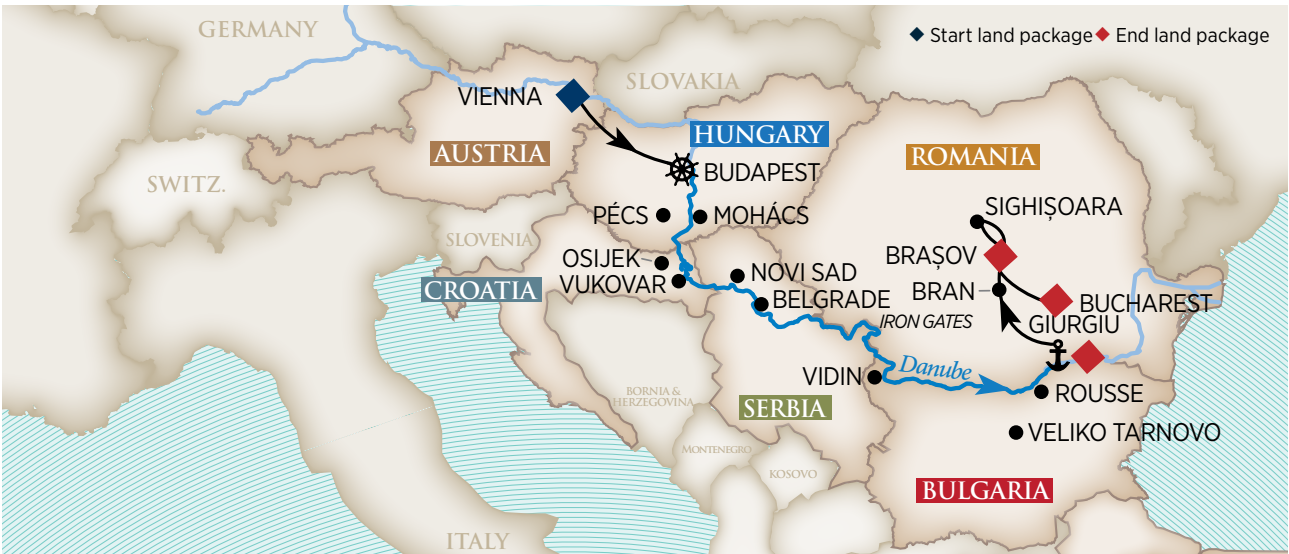 GERMANY
Start land package
End land package
SLOVAKIA
VIENNA
HUNGARY
AUSTRIA
ROMANIA
BUDAPEST
SWITZ.
SIGHIȘOARA
PÉCS
MOHÁCS
SLOVENIA
BRAȘOV
OSIJEK
NOVI SAD
VUKOVAR
CROATIA
BRAN
BELGRADE
BUCHAREST
IRON GATES
GIURGIU
Danube
VIDIN
BORNIA &
HERZEGOVINA
ROUSSE
SERBIA
VELIKO TARNOVO
MONTENEGRO
KOSOVO
BULGARIA
ITALY